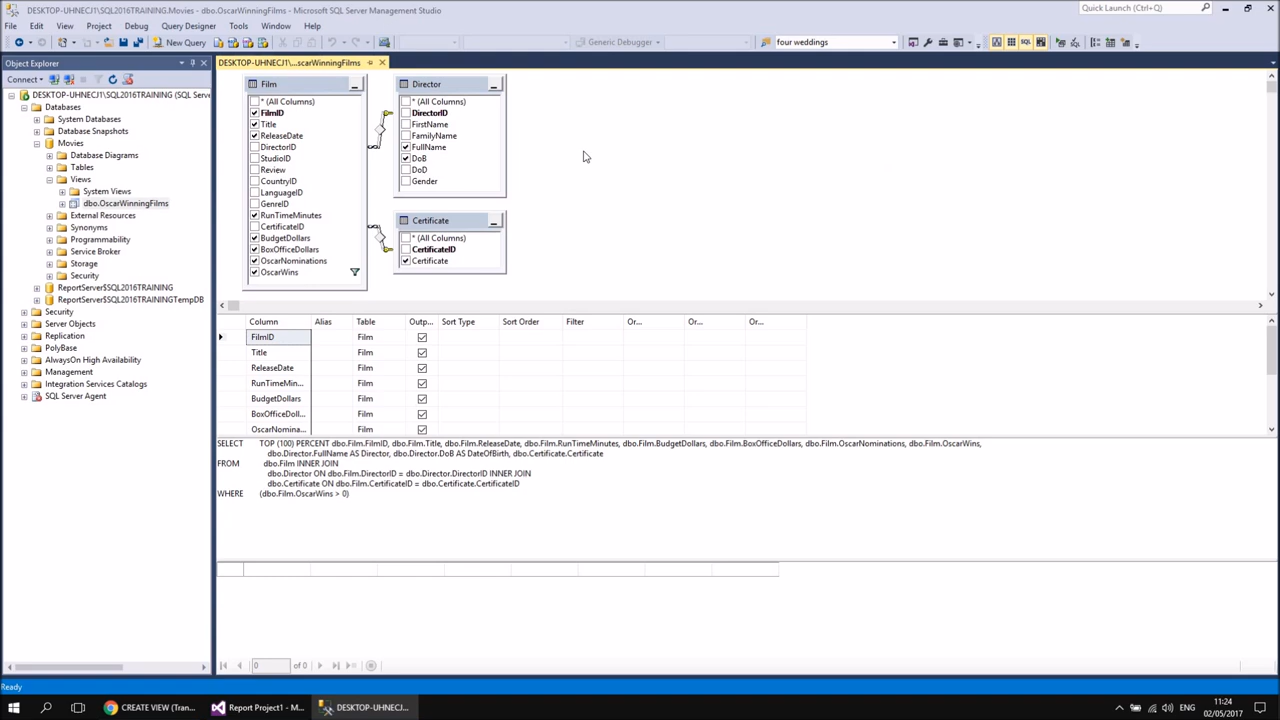 DESKTOP-UHNECJ1\SQL2016TRAINING.Movies - dbo.OscarWinningFilms - Microsoft SQL Server Management Studio
Quick Launch (Ctrl+Q)
File Edit View Project Debug Query Designer Tools Window Help
New Query
Generic Debugger
four weddings
Object Explorer
DESKTOP-UHNECJ1\...scarWinningFilms
Connect
DESKTOP-UHNECJ1\SQL2016TRAINING (SQL Serve
Databases
System Databases
Database Snapshots
Movies
Database Diagrams
Tables
Views
System Views
dbo.OscarWinningFilms
External Resources
Synonyms
Programmability
Service Broker
Storage
Security
ReportServer$SQL2016TRAINING
ReportServer$SQL2016TRAININGTempDB
Security
Server Objects
Replication
PolyBase
AlwaysOn High Availability
Management
Integration Services Catalogs
SQL Server Agent
Film
* (All Columns)
FilmID
Title
ReleaseDate
DirectorID
StudioID
Review
CountryID
LanguageID
GenreID
RunTimeMinutes
CertificateID
BudgetDollars
BoxOfficeDollars
OscarNominations
OscarWins
Director
* (All Columns)
DirectorID
FirstName
FamilyName
FullName
DoB
DoD
Gender
Certificate
* (All Columns)
CertificateID
Certificate
Column Alias Table Outp... Sort Type Sort Order Filter Or... Or... Or...
FilmID Film
Title Film
ReleaseDate Film
RunTimeMin... Film
BudgetDollars Film
BoxOfficeDoll... Film
OscarNomina... Film
SELECT TOP (100) PERCENT dbo.Film.FilmID, dbo.Film.Title, dbo.Film.ReleaseDate, dbo.Film.RunTimeMinutes, dbo.Film.BudgetDollars, dbo.Film.BoxOfficeDollars, dbo.Film.OscarNominations, dbo.Film.OscarWins,
dbo.Director.FullName AS Director, dbo.Director.DoB AS DateOfBirth, dbo.Certificate.Certificate
FROM dbo.Film INNER JOIN
dbo.Director ON dbo.Film.DirectorID = dbo.Director.DirectorID INNER JOIN
dbo.Certificate ON dbo.Film.CertificateID = dbo.Certificate.CertificateID
WHERE (dbo.Film.OscarWins > 0)
0 of 0
Ready
CREATE VIEW (Tran...
Report Project1 - M...
DESKTOP-UHNECJ...
ENG
11:24
02/05/2017